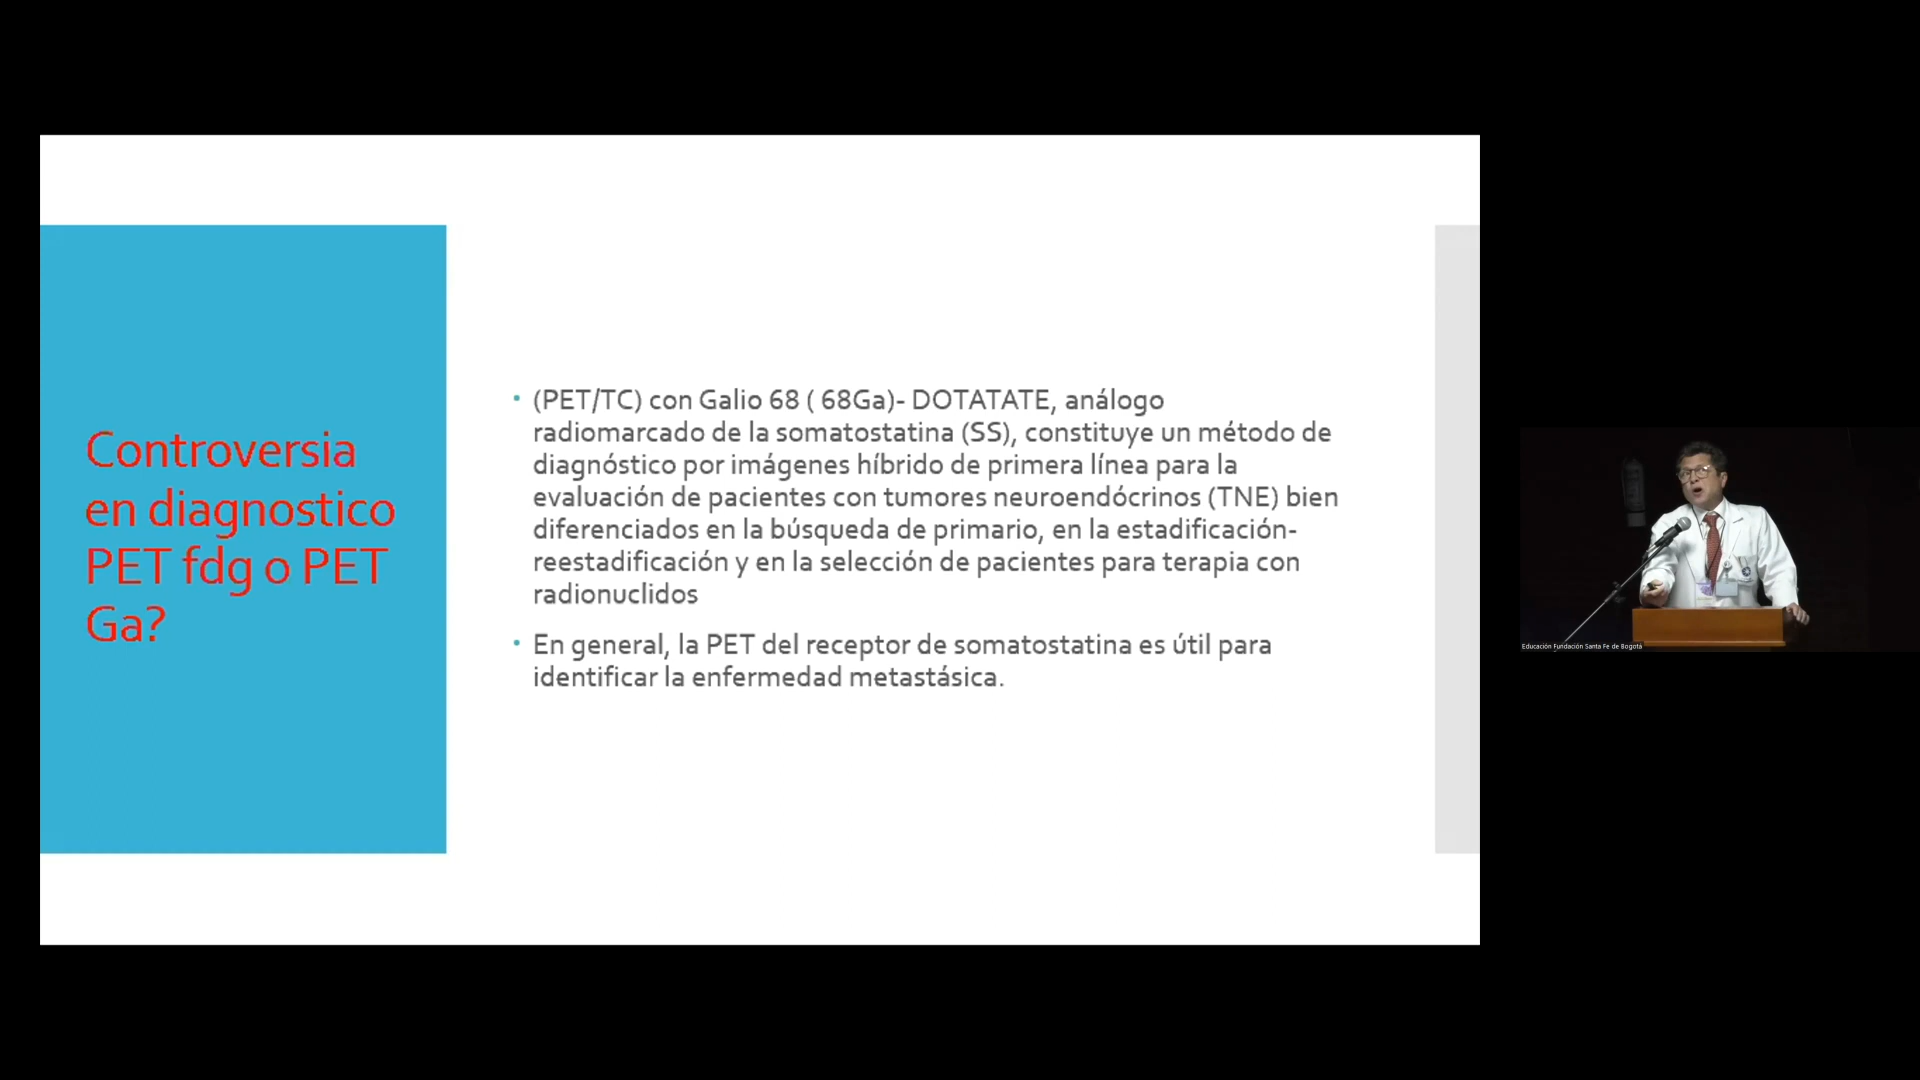 Controversia
en diagnostico
PET fdg o PET
Ga?
(PET/TC) con Galio 68 ( 68Ga)- DOTATATE, análogo
radiomarcado de la somatostatina (SS), constituye un método de
diagnóstico por imágenes híbrido de primera línea para la
evaluación de pacientes con tumores neuroendócrinos (TNE) bien
diferenciados en la búsqueda de primario, en la estadificación-
reestadificación y en la selección de pacientes para terapia con
radionuclidos
En general, la PET del receptor de somatostatina es útil para
identificar la enfermedad metastásica.
Educación Fundación Santa Fe de Bogotá